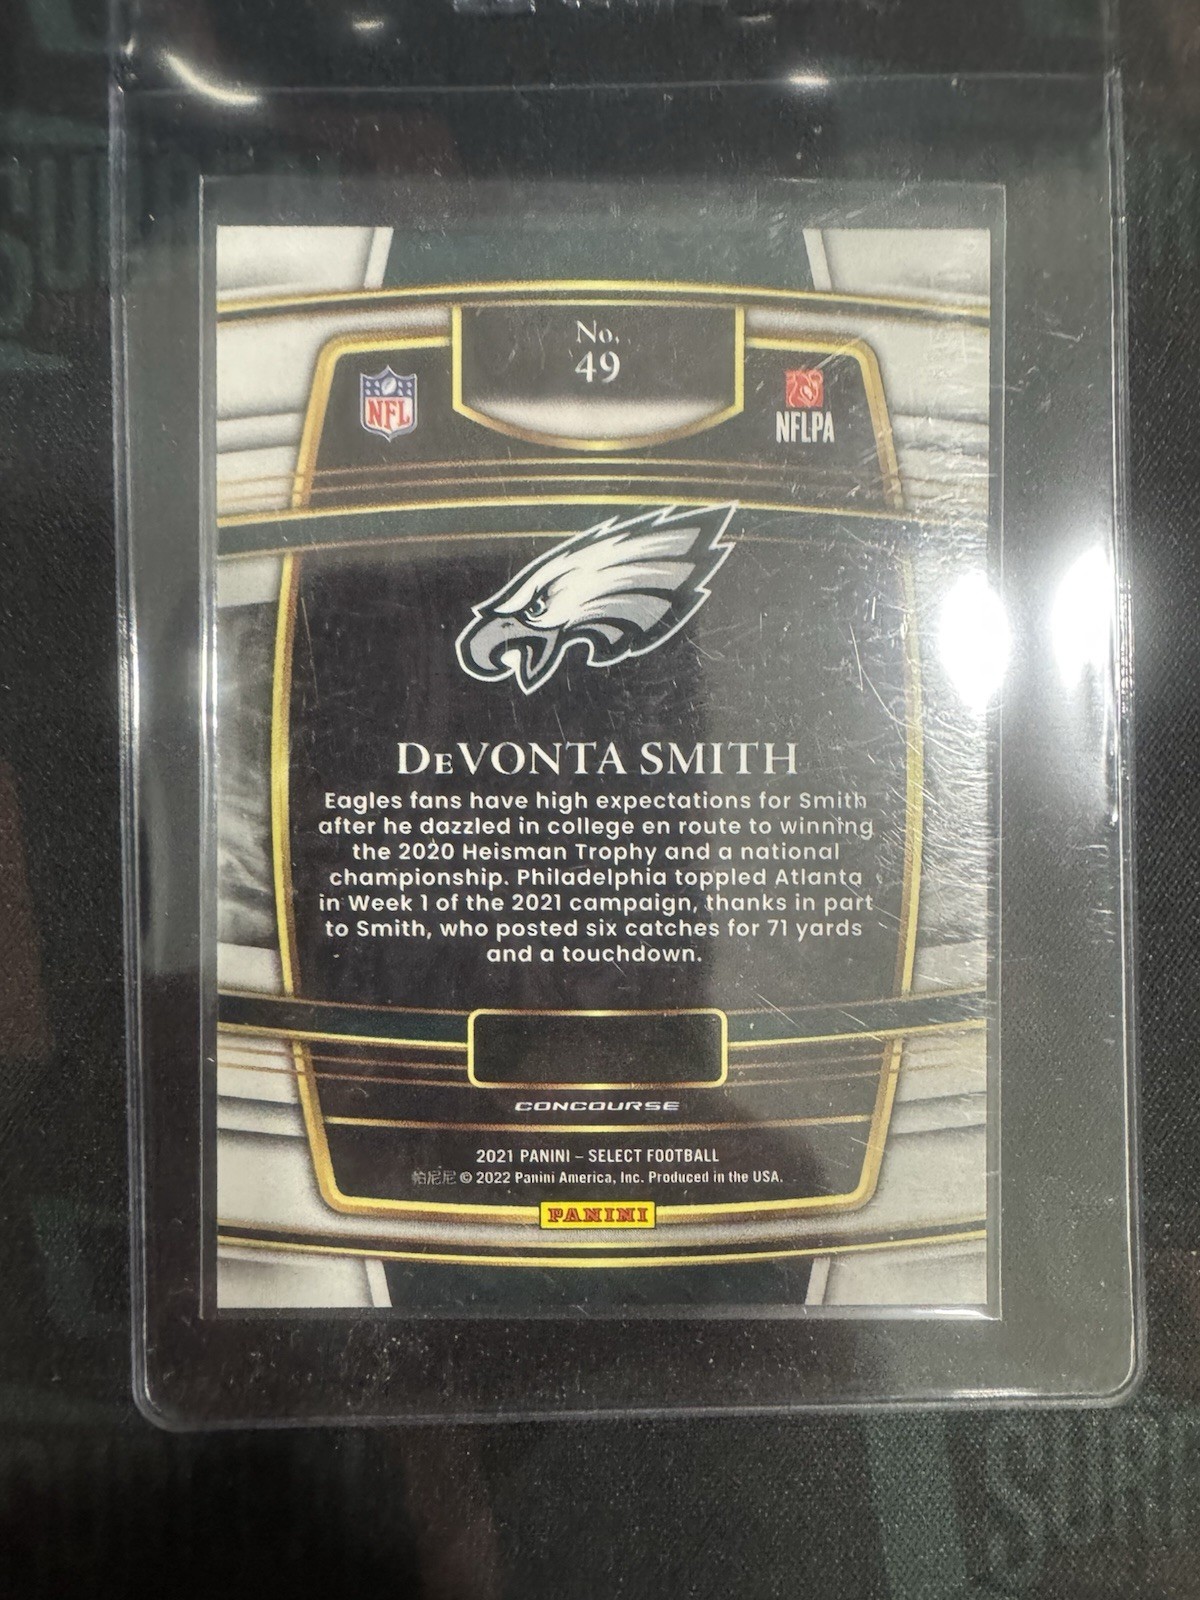 No.
49
NFL
NFLPA
DeVONTA SMITH
Eagles fans have high expectations for Smith
after he dazzled in college en route to winning
the 2020 Heisman Trophy and a national
championship. Philadelphia toppled Atlanta
in Week 1 of the 2021 campaign, thanks in part
to Smith, who posted six catches for 71 yards
and a touchdown.
CONCOURSE
2021 PANINI – SELECT FOOTBALL
帕尼尼 © 2022 Panini America, Inc. Produced in the USA.
PANINI